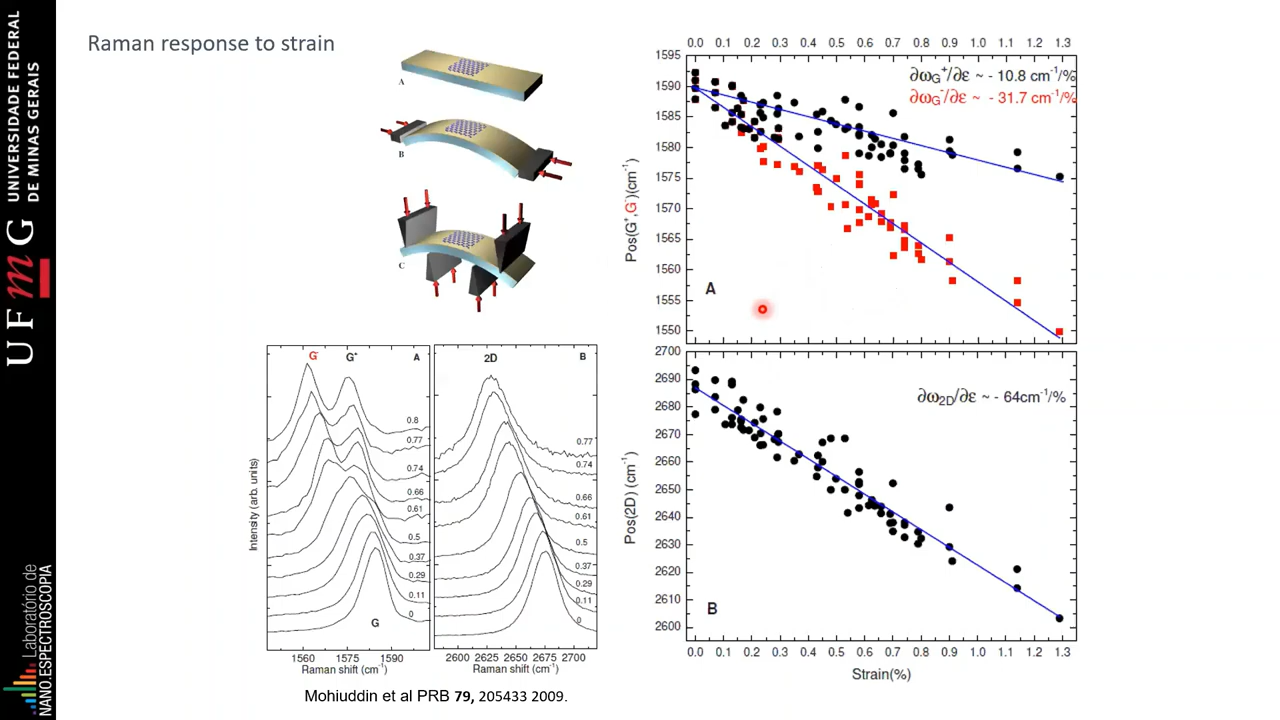 UNIVERSIDADE FEDERAL
DE MINAS GERAIS
UFmG
Laboratório de
NANO.ESPECTROSCOPIA
Raman response to strain
A
B
C
G⁻
G⁺
A
0.8
0.77
0.74
0.66
0.61
0.5
0.37
0.29
0.11
0
G
Intensity (arb. units)
1560 1575 1590
Raman shift (cm⁻¹)
2D
B
0.77
0.74
0.66
0.61
0.5
0.37
0.29
0.11
0
2600 2625 2650 2675 2700
Raman shift (cm⁻¹)
Mohiuddin et al PRB 79, 205433 2009.
0.0 0.1 0.2 0.3 0.4 0.5 0.6 0.7 0.8 0.9 1.0 1.1 1.2 1.3
1595
1590
1585
1580
1575
1570
1565
1560
1555
1550
Pos(G⁺,G⁻)(cm⁻¹)
∂ω_G⁺/∂ε ~ - 10.8 cm⁻¹/%
∂ω_G⁻/∂ε ~ - 31.7 cm⁻¹/%
A
2700
2690
2680
2670
2660
2650
2640
2630
2620
2610
2600
Pos(2D) (cm⁻¹)
∂ω_2D/∂ε ~ - 64cm⁻¹/%
B
0.0 0.1 0.2 0.3 0.4 0.5 0.6 0.7 0.8 0.9 1.0 1.1 1.2 1.3
Strain(%)